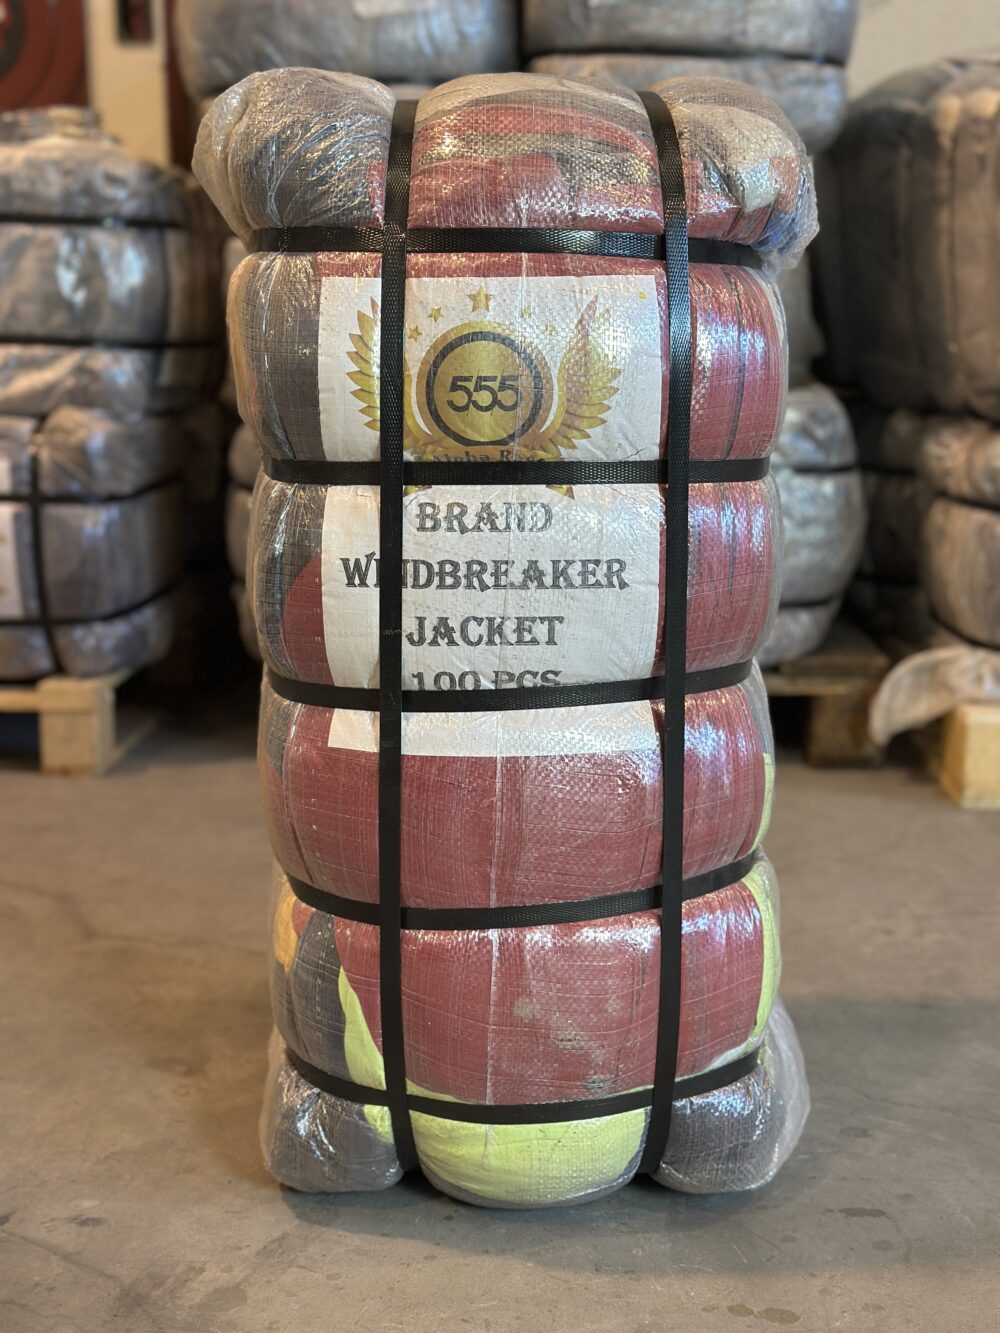 555
BRAND
WINDBREAKER
JACKET
100 PCS